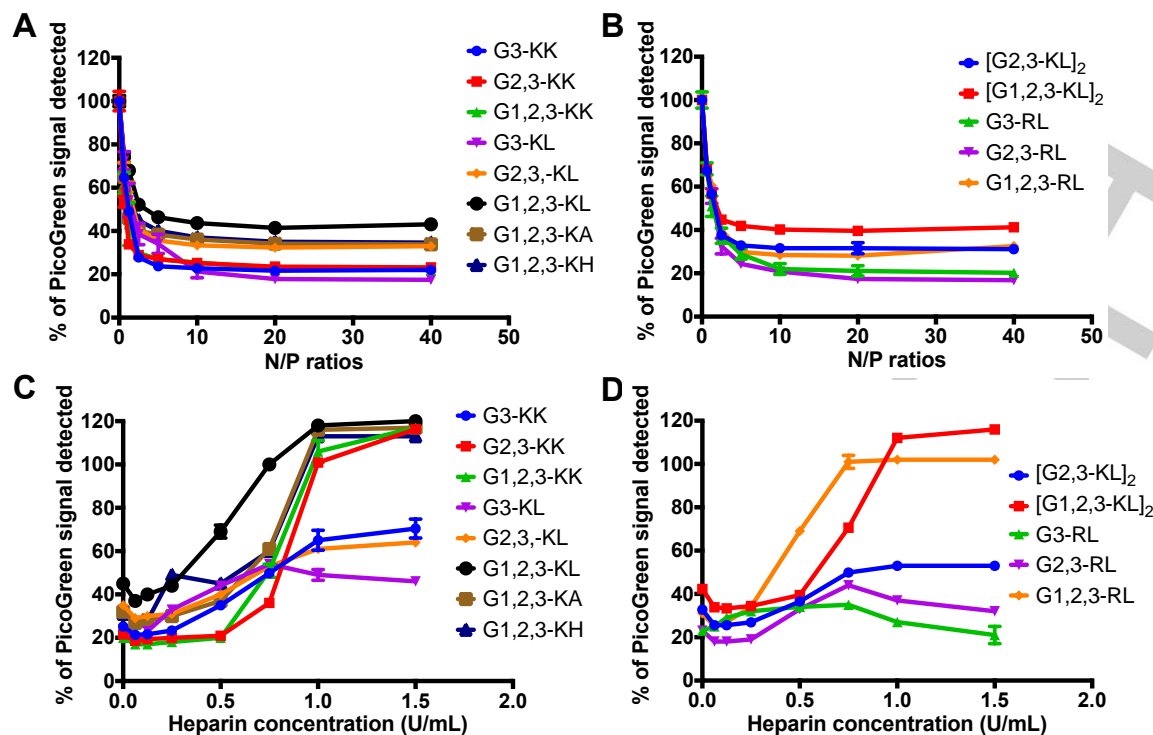 A
% of PicoGreen signal detected
120
100
80
60
40
20
0
0 10 20 30 40 50
N/P ratios
G3-KK
G2,3-KK
G1,2,3-KK
G3-KL
G2,3,-KL
G1,2,3-KL
G1,2,3-KA
G1,2,3-KH
B
% of PicoGreen signal detected
120
100
80
60
40
20
0
0 10 20 30 40 50
N/P ratios
[G2,3-KL]2
[G1,2,3-KL]2
G3-RL
G2,3-RL
G1,2,3-RL
C
% of PicoGreen signal detected
120
100
80
60
40
20
0
0.0 0.5 1.0 1.5 2.0
Heparin concentration (U/mL)
G3-KK
G2,3-KK
G1,2,3-KK
G3-KL
G2,3,-KL
G1,2,3-KL
G1,2,3-KA
G1,2,3-KH
D
% of PicoGreen signal detected
120
100
80
60
40
20
0
0.0 0.5 1.0 1.5 2.0
Heparin concentration (U/mL)
[G2,3-KL]2
[G1,2,3-KL]2
G3-RL
G2,3-RL
G1,2,3-RL